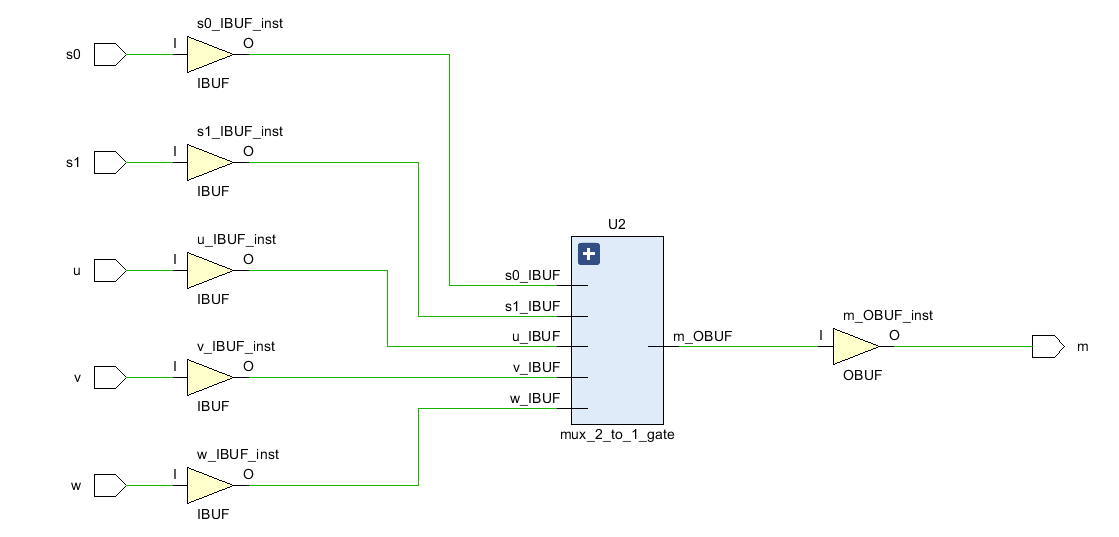 s0_IBUF_inst
s0 I O
IBUF
s1_IBUF_inst
s1 I O
IBUF
u_IBUF_inst
u I O
IBUF
v_IBUF_inst
v I O
IBUF
w_IBUF_inst
w I O
IBUF
U2
s0_IBUF
s1_IBUF
u_IBUF
v_IBUF
w_IBUF
m_OBUF
mux_2_to_1_gate
m_OBUF_inst
I O
OBUF
m